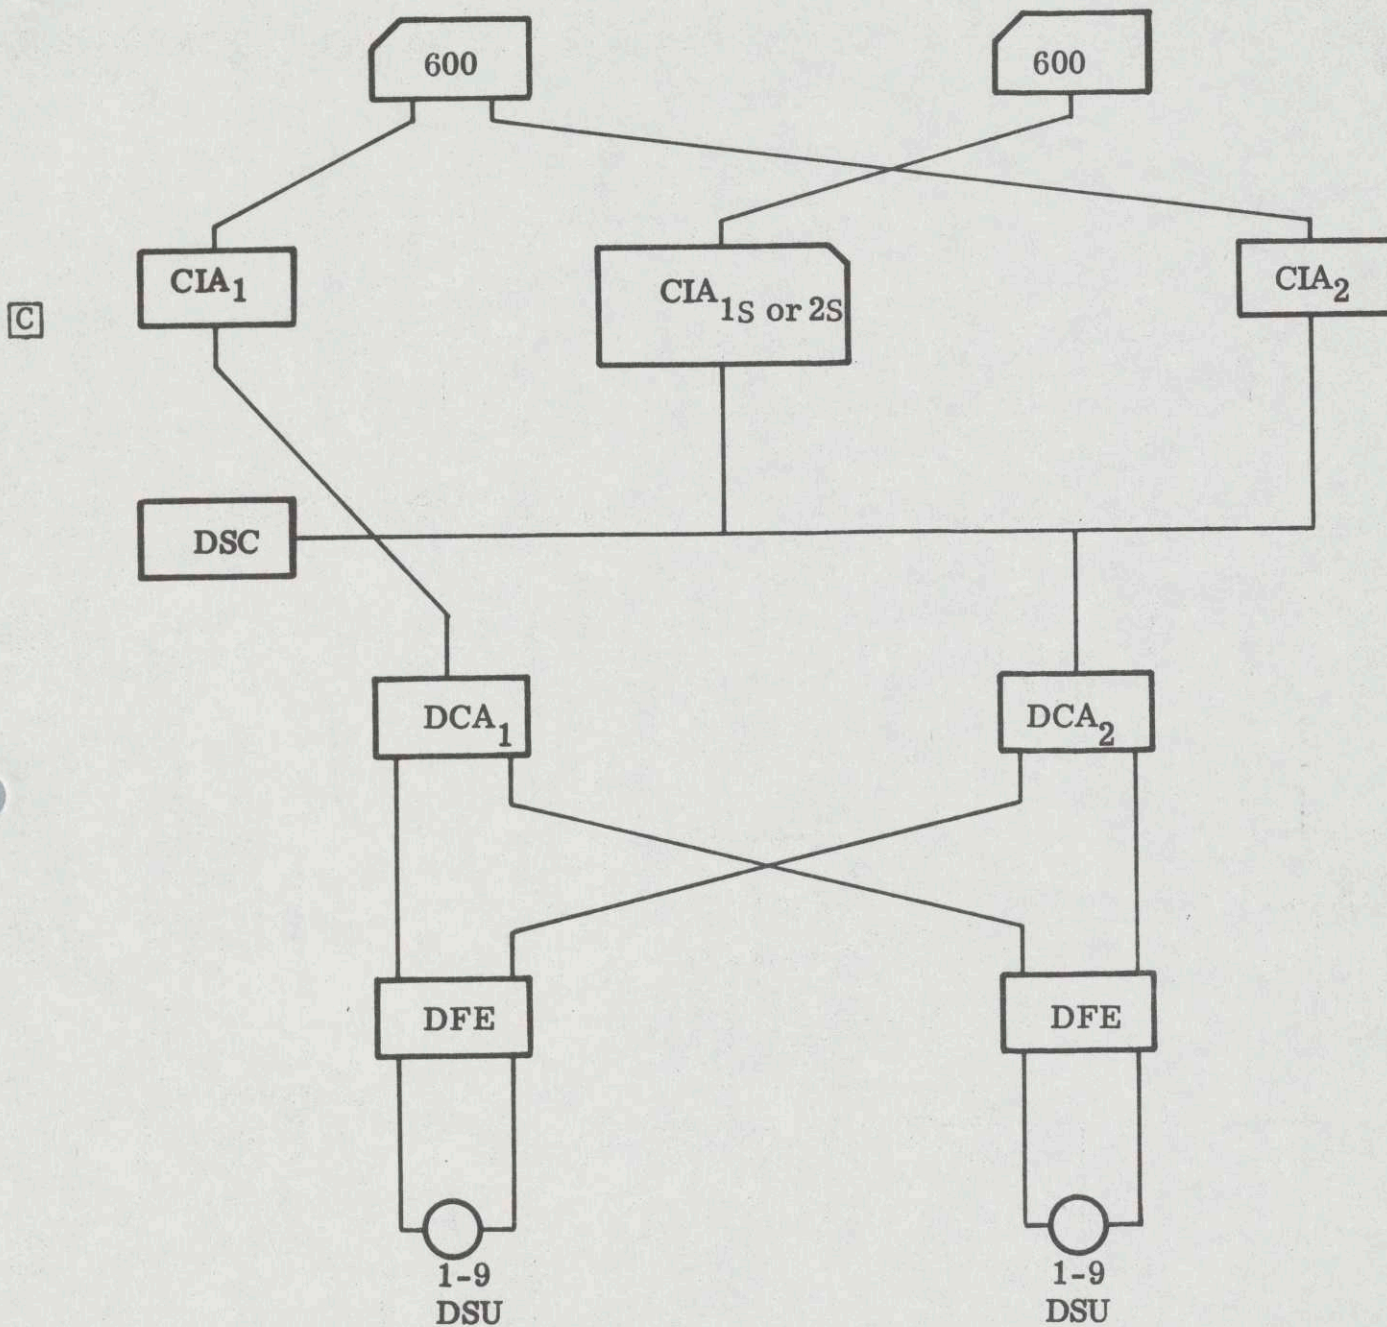 600
600
CIA1
CIA1S or 2S
CIA2
C
DSC
DCA1
DCA2
DFE
DFE
1-9
DSU
1-9
DSU